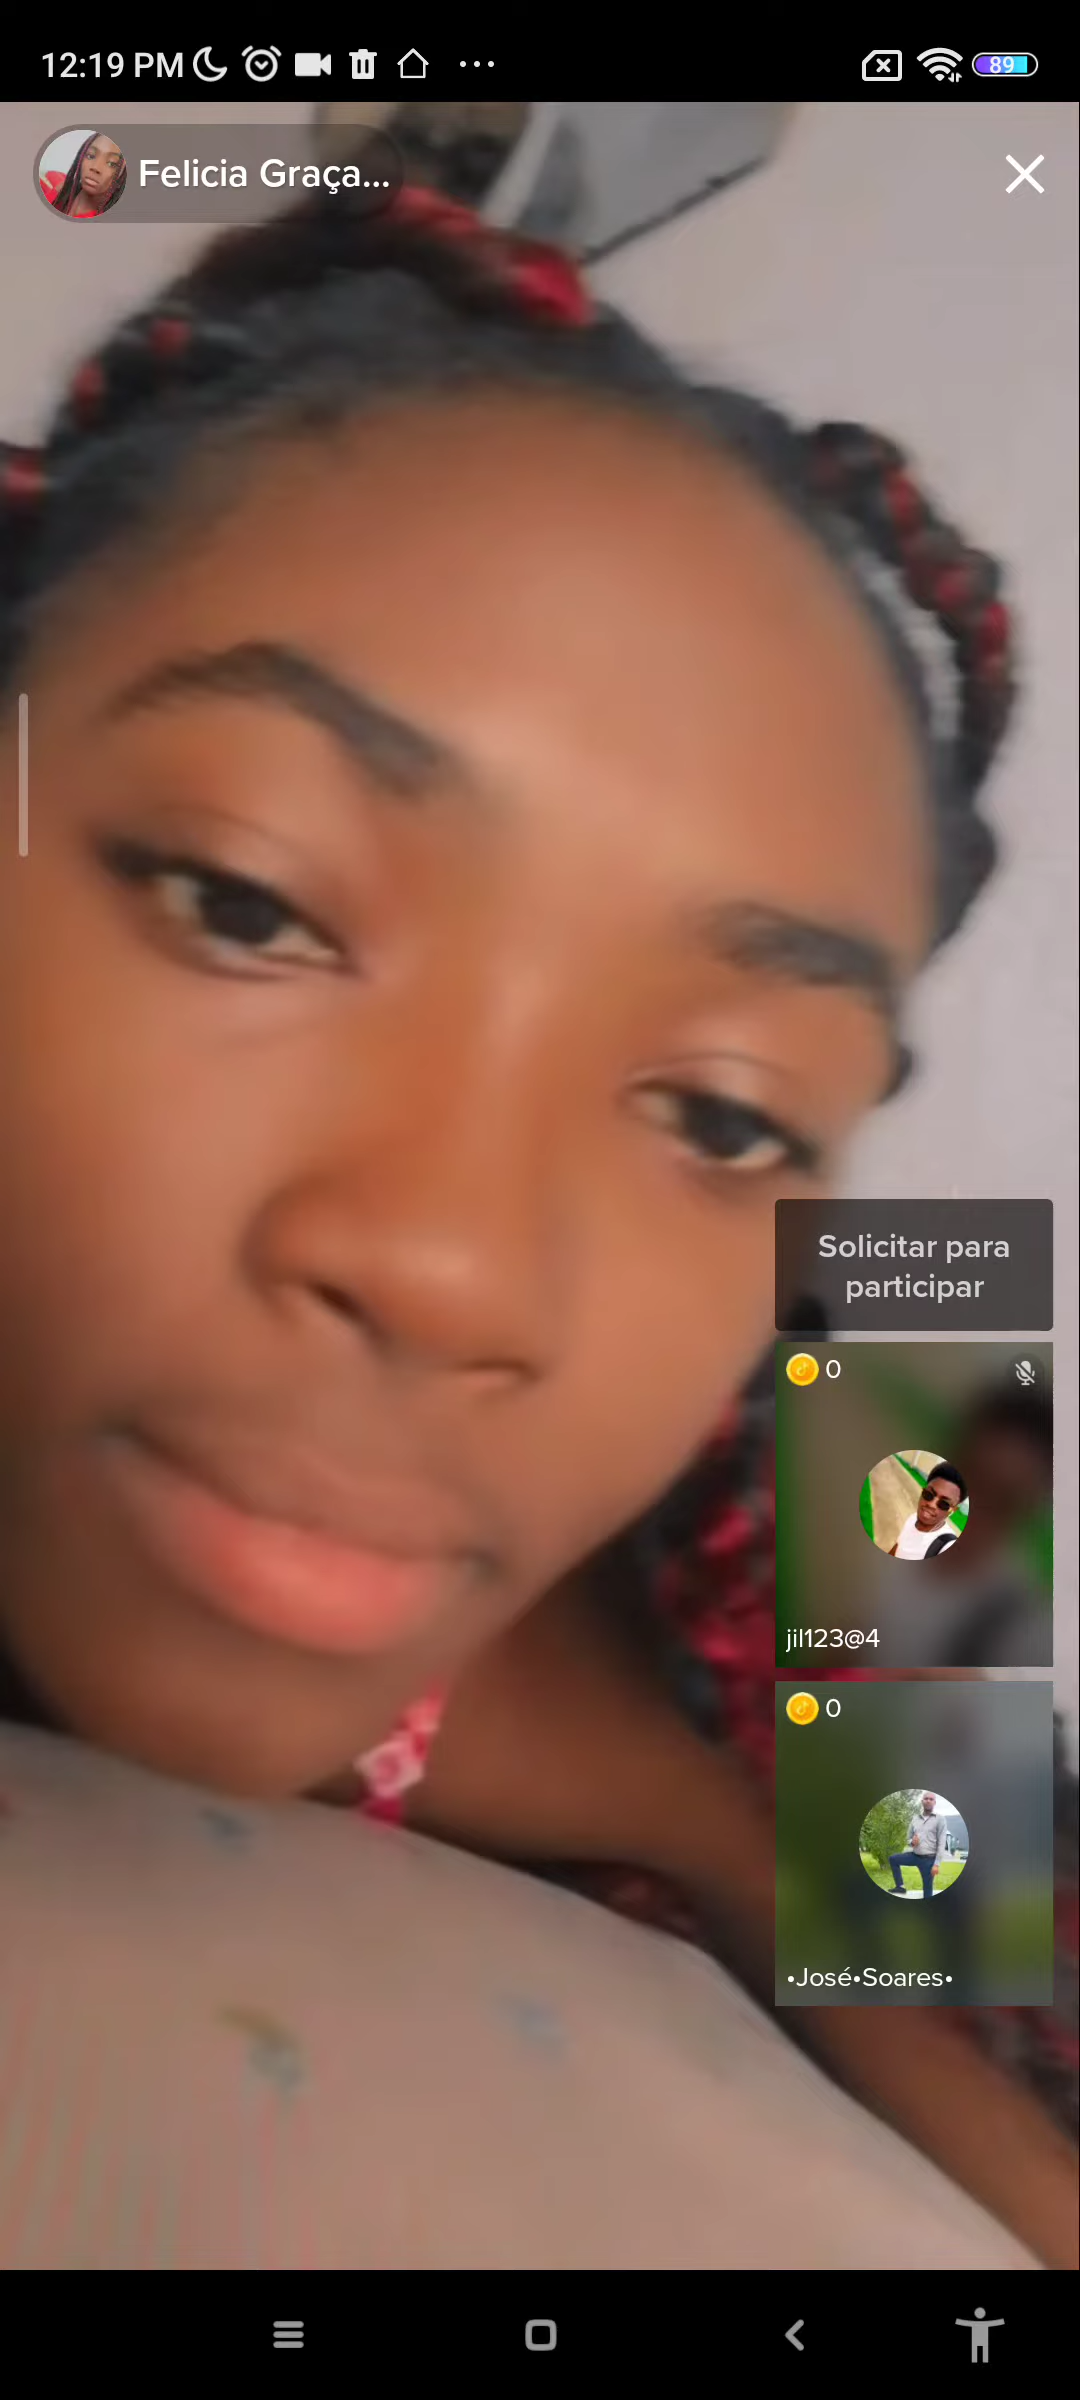 12:19 PM
89
Felicia Graça...
Solicitar para
participar
0
jil123@4
0
•José•Soares•